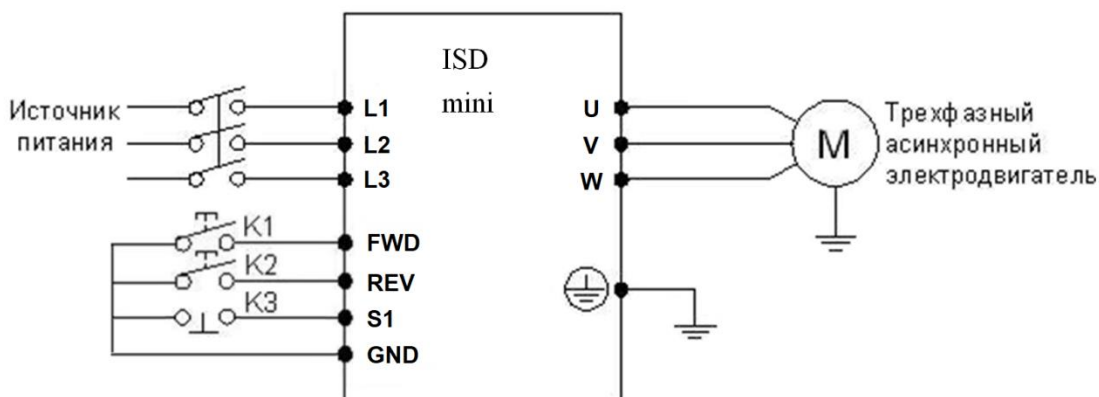 ISD
mini
Источник
питания
L1
L2
L3
U
V
W
M
Трехфазный
асинхронный
электродвигатель
K1
FWD
K2
REV
K3
S1
GND